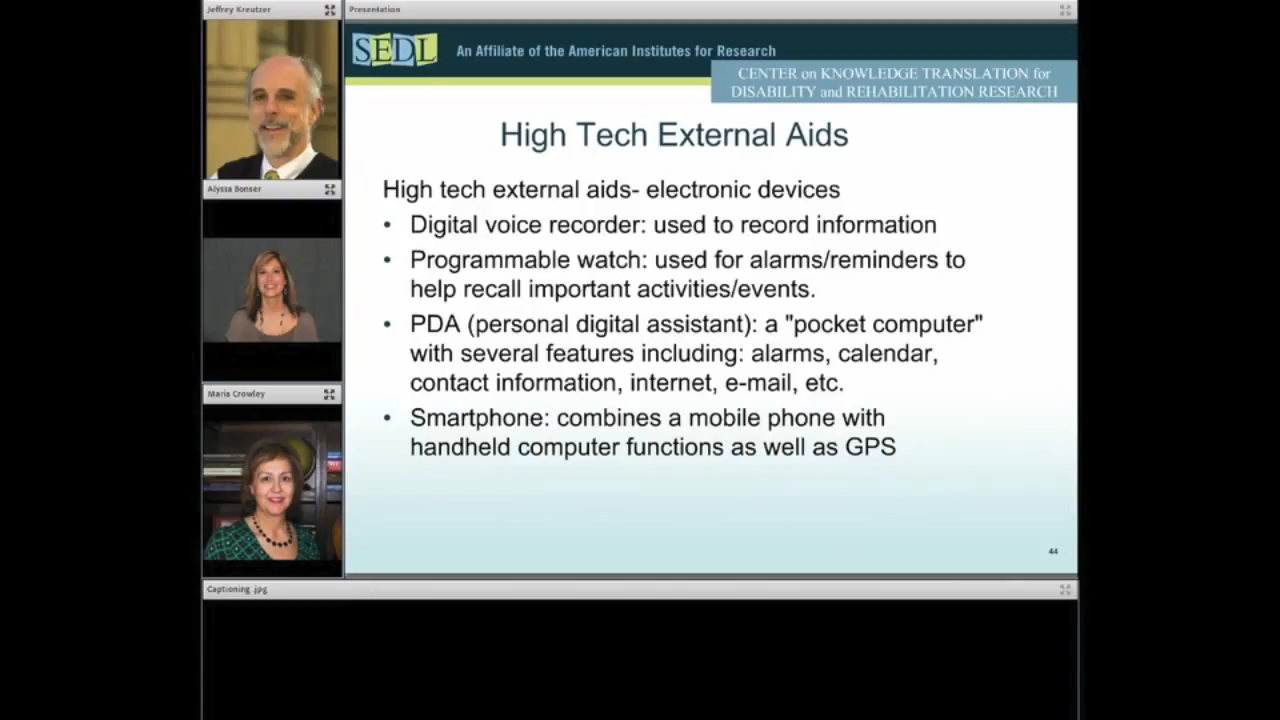 Jeffrey Kreutzer
Presentation
SEDL
An Affiliate of the American Institutes for Research
CENTER on KNOWLEDGE TRANSLATION for
DISABILITY and REHABILITATION RESEARCH
High Tech External Aids
High tech external aids- electronic devices
• Digital voice recorder: used to record information
• Programmable watch: used for alarms/reminders to
help recall important activities/events.
• PDA (personal digital assistant): a "pocket computer"
with several features including: alarms, calendar,
contact information, internet, e-mail, etc.
• Smartphone: combines a mobile phone with
handheld computer functions as well as GPS
44
Alyssa Bonser
Maria Crowley
Captioning jpg